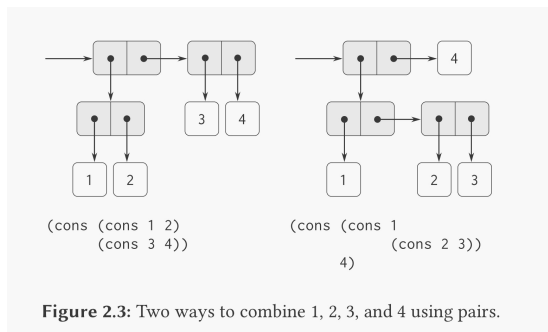 4
3 4
1 2 1 2 3
(cons (cons 1 2)
(cons 3 4))
(cons (cons 1
(cons 2 3))
4)
Figure 2.3: Two ways to combine 1, 2, 3, and 4 using pairs.